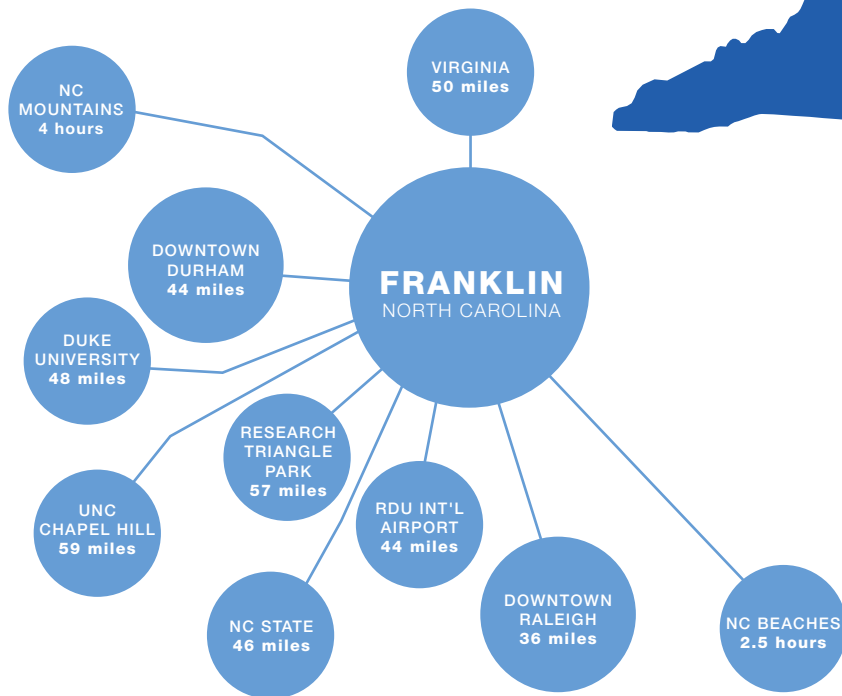 VIRGINIA
50 miles
NC
MOUNTAINS
4 hours
DOWNTOWN
DURHAM
44 miles
FRANKLIN
NORTH CAROLINA
DUKE
UNIVERSITY
48 miles
RESEARCH
TRIANGLE
PARK
57 miles
UNC
CHAPEL HILL
59 miles
RDU INT'L
AIRPORT
44 miles
NC STATE
46 miles
DOWNTOWN
RALEIGH
36 miles
NC BEACHES
2.5 hours